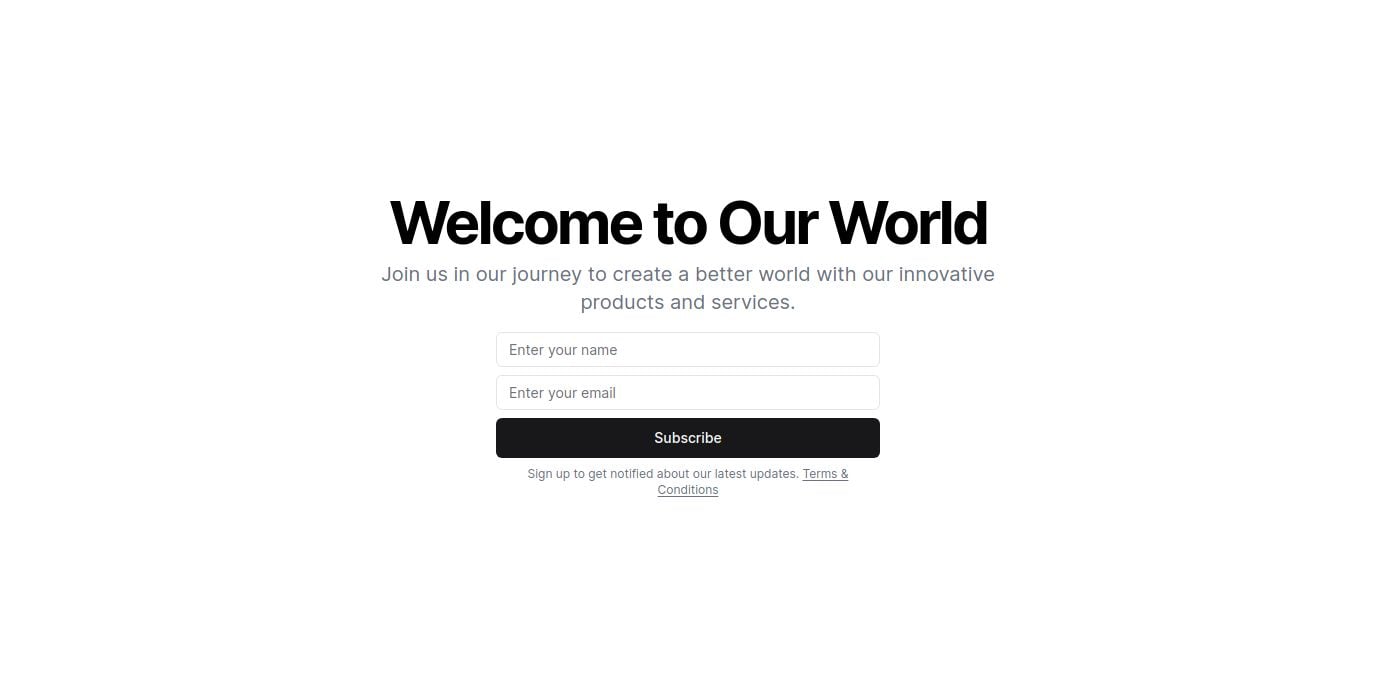 Welcome to Our World
Join us in our journey to create a better world with our innovative
products and services.
Enter your name
Enter your email
Subscribe
Sign up to get notified about our latest updates. Terms &
Conditions